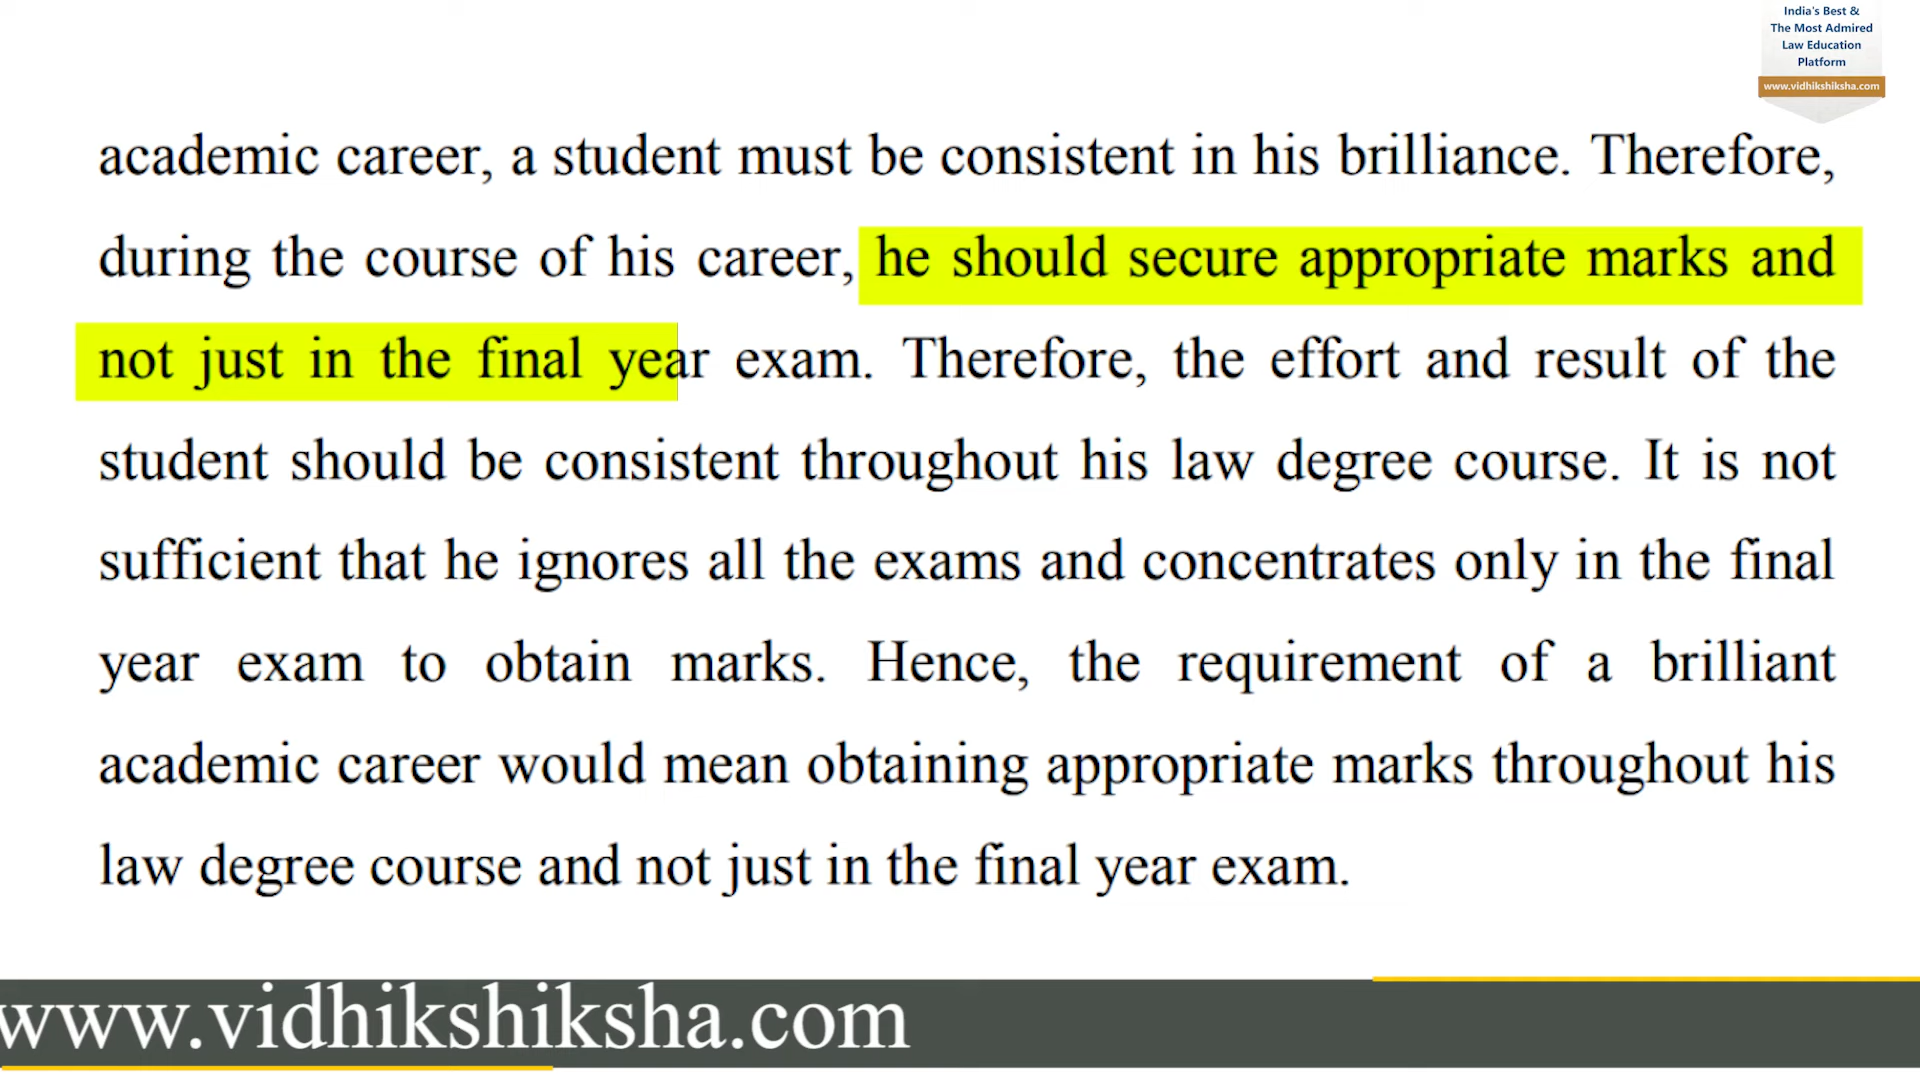 India's Best &
The Most Admired
Law Education
Platform
www.vidhikshiksha.com
academic career, a student must be consistent in his brilliance. Therefore,
during the course of his career, he should secure appropriate marks and
not just in the final year exam. Therefore, the effort and result of the
student should be consistent throughout his law degree course. It is not
sufficient that he ignores all the exams and concentrates only in the final
year exam to obtain marks. Hence, the requirement of a brilliant
academic career would mean obtaining appropriate marks throughout his
law degree course and not just in the final year exam.
www.vidhikshiksha.com